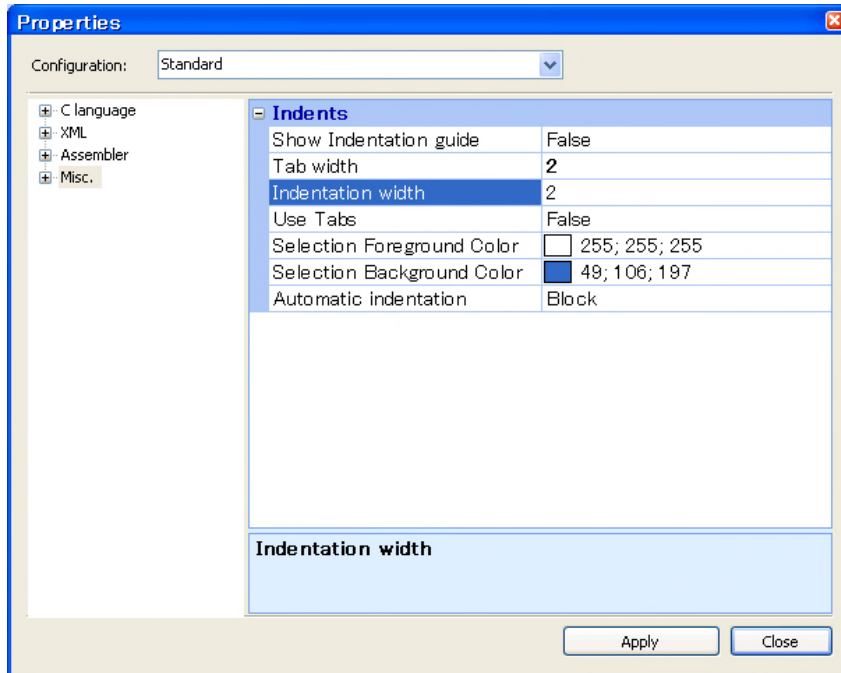 Properties
Configuration: Standard
C language
XML
Assembler
Misc.
Indents
Show Indentation guide False
Tab width 2
Indentation width 2
Use Tabs False
Selection Foreground Color 255; 255; 255
Selection Background Color 49; 106; 197
Automatic indentation Block
Indentation width
Apply Close